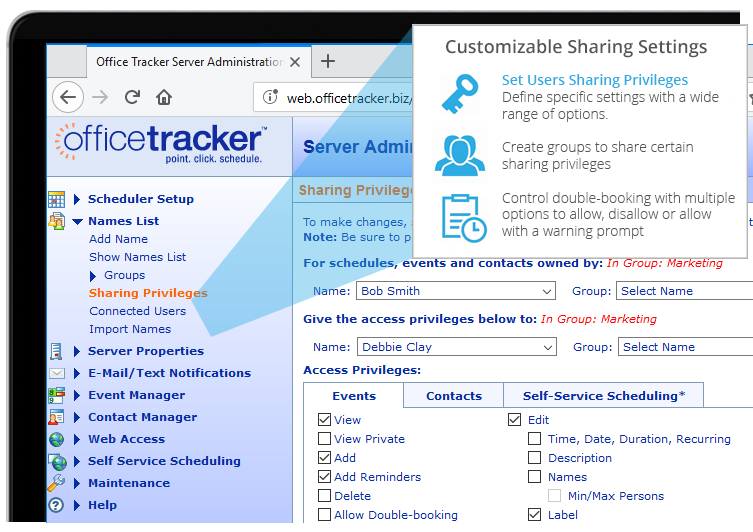 Office Tracker Server Administration
web.officetracker.biz/
officetracker™
point. click. schedule.
Scheduler Setup
Names List
Add Name
Show Names List
Groups
Sharing Privileges
Connected Users
Import Names
Server Properties
E-Mail/Text Notifications
Event Manager
Contact Manager
Web Access
Self Service Scheduling
Maintenance
Help
Customizable Sharing Settings
Set Users Sharing Privileges
Define specific settings with a wide
range of options.
Create groups to share certain
sharing privileges
Control double-booking with multiple
options to allow, disallow or allow
with a warning prompt
Server Admi
Sharing Privileg
To make changes,
Note: Be sure to p
For schedules, events and contacts owned by: In Group: Marketing
Name: Bob Smith Group: Select Name
Give the access privileges below to: In Group: Marketing
Name: Debbie Clay Group: Select Name
Access Privileges:
Events Contacts Self-Service Scheduling*
View Edit
View Private Time, Date, Duration, Recurring
Add Description
Add Reminders Names
Delete Min/Max Persons
Allow Double-booking Label